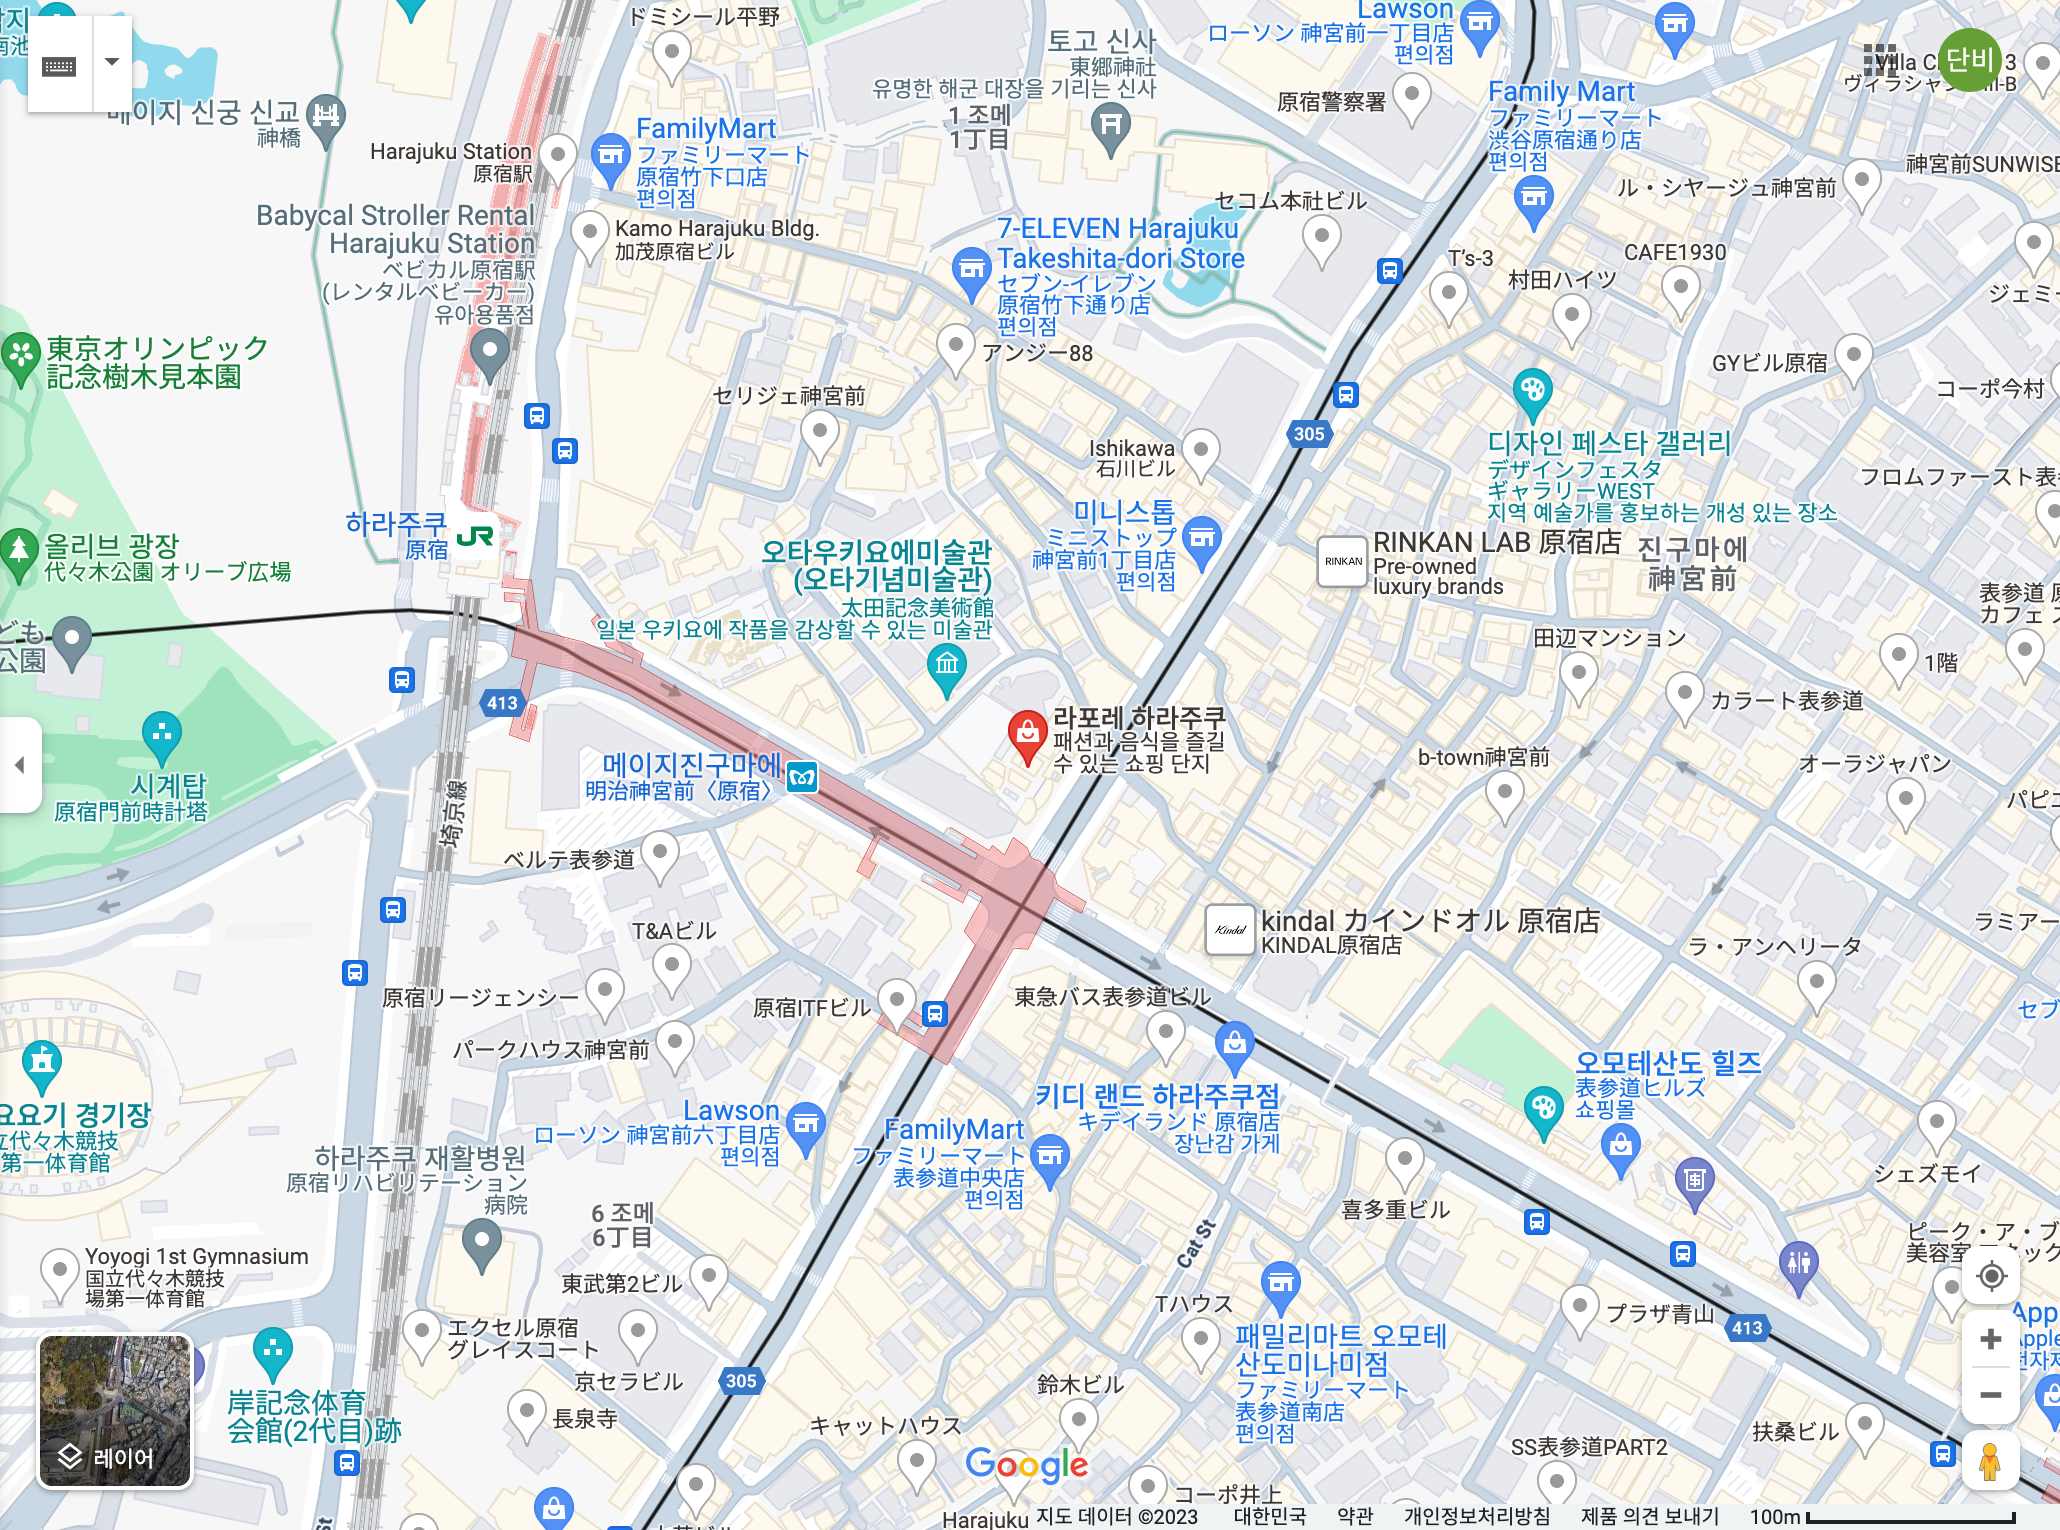 ドミシール平野
Lawson
ローソン 神宮前一丁目店
편의점
토고 신사
東郷神社
유명한 해군 대장을 기리는 신사
단비
ヴィラシャン
메이지 신궁 신교
神橋
Harajuku Station
原宿駅
FamilyMart
ファミリーマート
原宿竹下口店
편의점
1 조메
1丁目
原宿警察署
Family Mart
ファミリーマート
渋谷原宿通り店
편의점
神宮前SUNWISE
ル・シヤージュ神宮前
セコム本社ビル
Babycal Stroller Rental
Harajuku Station
ベビカル原宿駅
(レンタルベビーカー)
유아용품점
Kamo Harajuku Bldg.
加茂原宿ビル
7-ELEVEN Harajuku
Takeshita-dori Store
セブン-イレブン
原宿竹下通り店
편의점
T's-3
村田ハイツ
CAFE1930
ジェミー
東京オリンピック
記念樹木見本園
アンジー88
GYビル原宿
コーポ今村
セリジェ神宮前
305
Ishikawa
石川ビル
디자인 페스타 갤러리
デザインフェスタ
ギャラリーWEST
지역 예술가를 홍보하는 개성 있는 장소
フロムファースト表
하라주쿠
原宿
JR
미니스톱
ミニストップ
神宮前1丁目店
편의점
올리브 광장
代々木公園 オリーブ広場
오타우키요에미술관
(오타기념미술관)
太田記念美術館
일본 우키요에 작품을 감상할 수 있는 미술관
RINKAN
RINKAN LAB 原宿店
Pre-owned
luxury brands
진구마에
神宮前
表参道 原
カフェ ス
ども
公園
田辺マンション
1階
カラート表参道
413
라포레 하라주쿠
패션과 음식을 즐길
수 있는 쇼핑 단지
메이지진구마에
明治神宮前〈原宿〉
b-town神宮前
オーラジャパン
시계탑
原宿門前時計塔
パピ
埼京線
ベルテ表参道
kindal
kindal カインドオル 原宿店
KINDAL原宿店
T&Aビル
ラミアー
ラ・アンヘリータ
原宿リージェンシー
原宿ITFビル
東急バス表参道ビル
セブ
パークハウス神宮前
오모테산도 힐즈
表参道ヒルズ
쇼핑몰
요요기 경기장
立代々木競技
第一体育館
Lawson
ローソン 神宮前六丁目店
편의점
키디 랜드 하라주쿠점
キデイランド 原宿店
장난감 가게
FamilyMart
ファミリーマート
表参道中央店
편의점
하라주쿠 재활병원
原宿リハビリテーション
病院
シェズモイ
6 조메
6丁目
喜多重ビル
Cat St
ピーク・ア・ブ
美容室
Yoyogi 1st Gymnasium
国立代々木競技
場第一体育館
東武第2ビル
Tハウス
プラザ青山
413
App
Apple
エクセル原宿
グレイスコート
패밀리마트 오모테
산도미나미점
ファミリーマート
表参道南店
편의점
305
京セラビル
鈴木ビル
岸記念体育
会館(2代目)跡
長泉寺
キャットハウス
SS表参道PART2
扶桑ビル
레이어
Google
コーポ井上
Harajuku
지도 데이터 ©2023
대한민국
약관
개인정보처리방침
제품 의견 보내기
100m